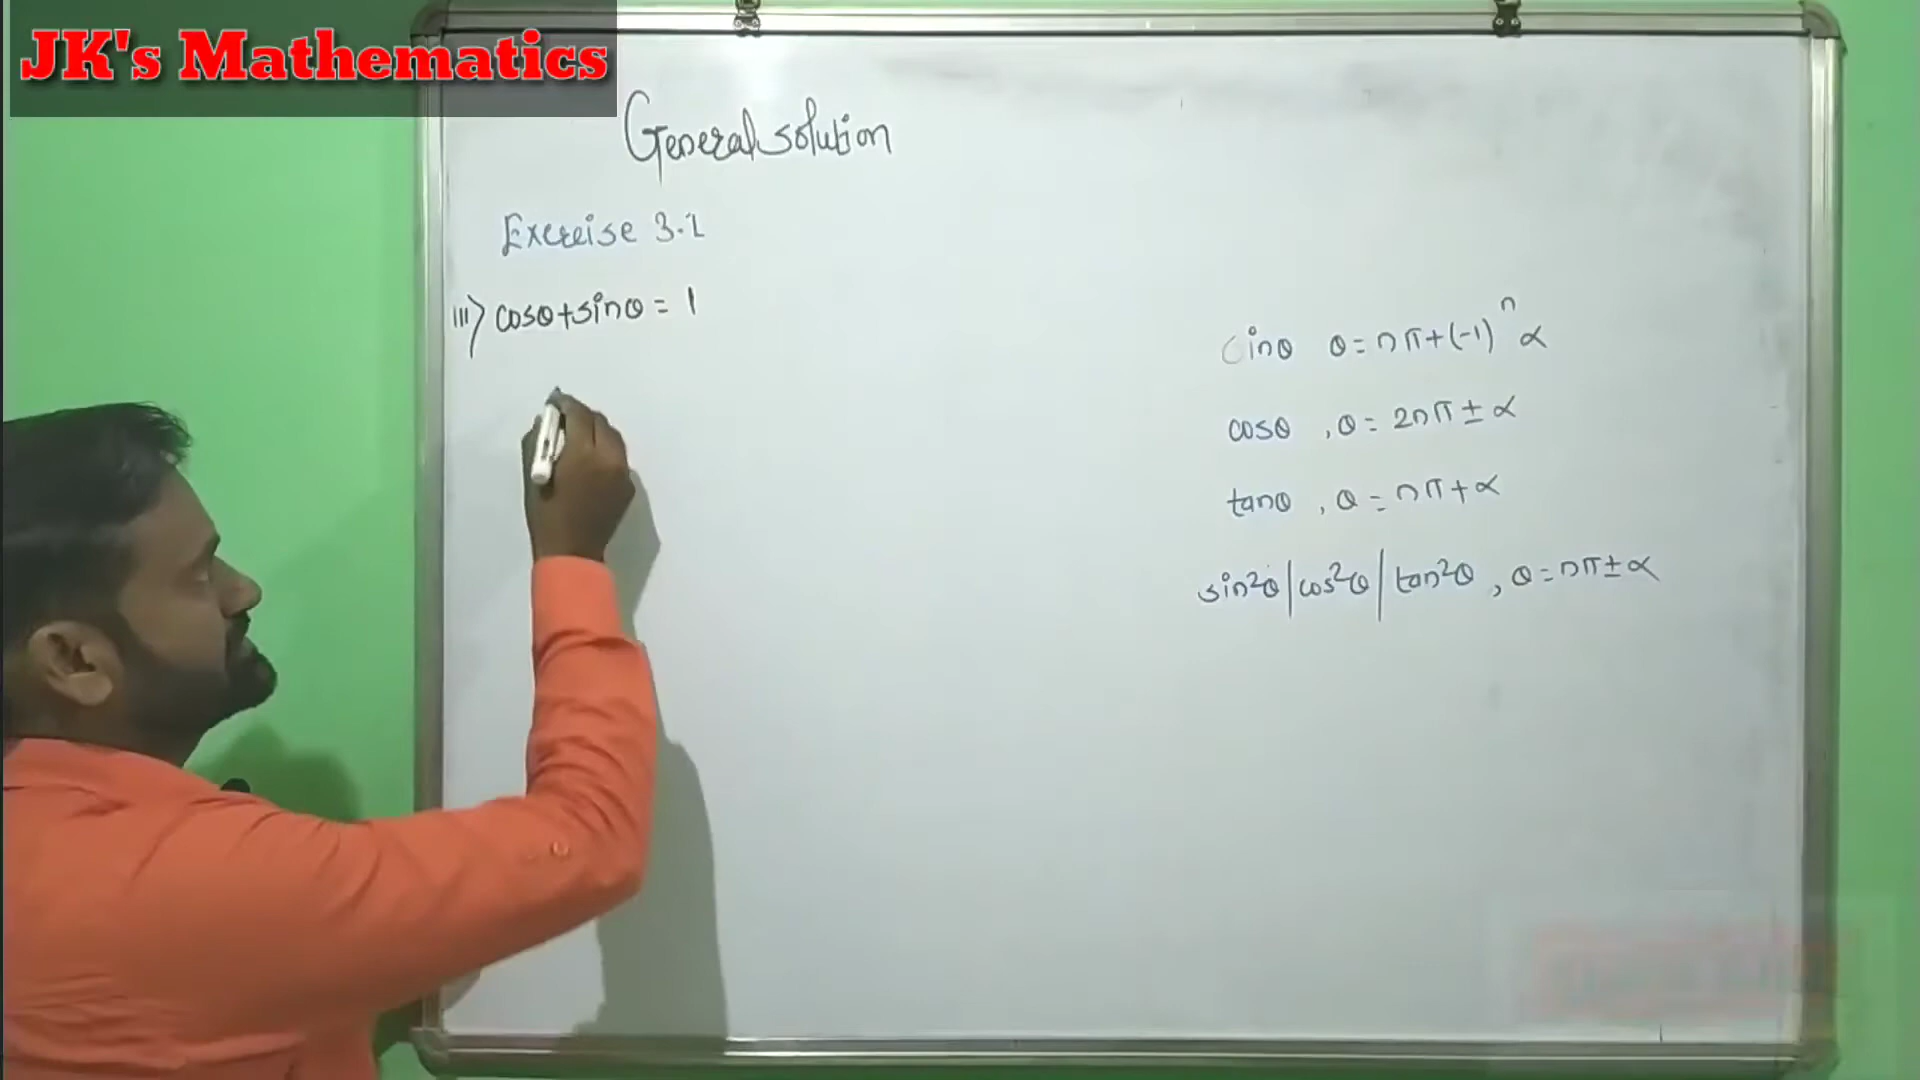 JK's Mathematics
General solution
Exercise 3.1
III) cosθ+sinθ = 1
sinθ θ = nπ+(-1)ⁿ α
cosθ , θ = 2nπ ± α
tanθ , θ = nπ + α
sin²θ | cos²θ | tan²θ , θ = nπ ± α